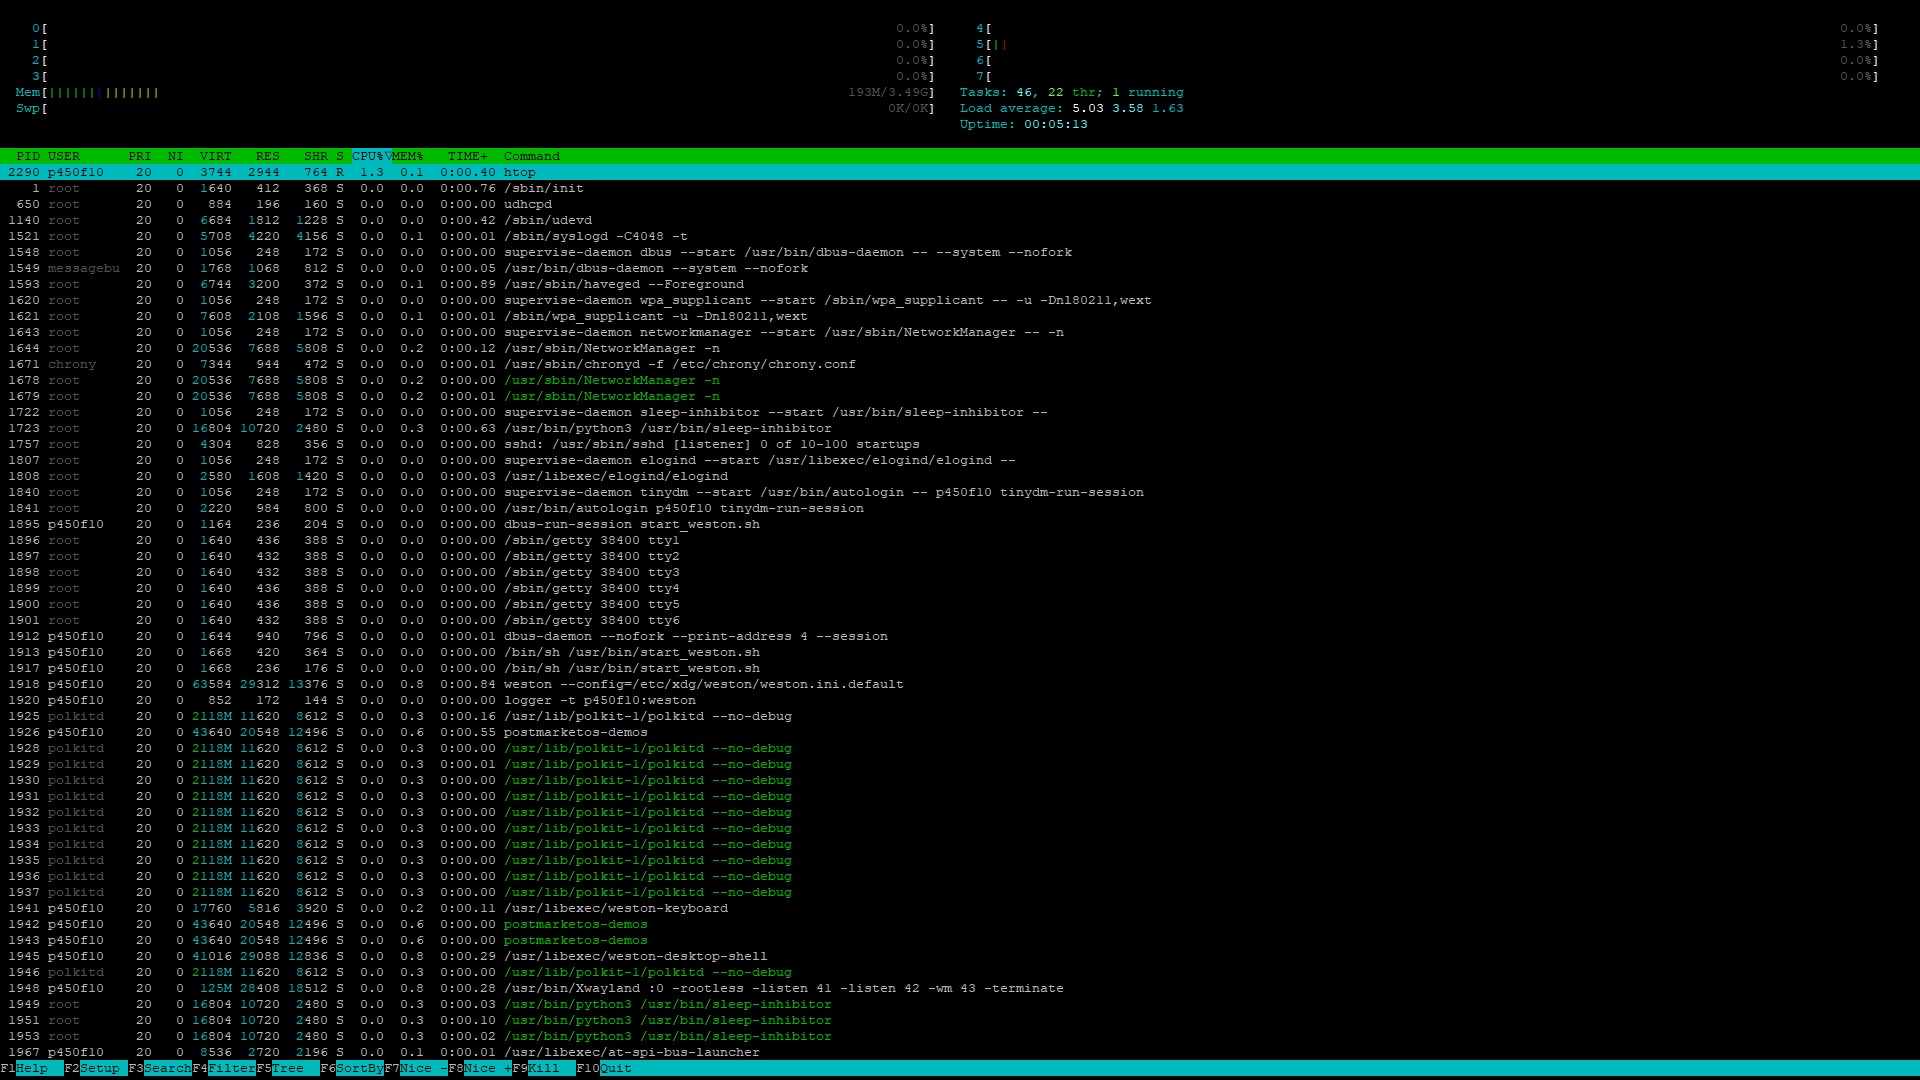 0[ 0.0%] 4[ 0.0%]
1[ 0.0%] 5[|| 1.3%]
2[ 0.0%] 6[ 0.0%]
3[ 0.0%] 7[ 0.0%]
Mem[|||||||||||||| 193M/3.49G] Tasks: 46, 22 thr; 1 running
Swp[ 0K/0K] Load average: 5.03 3.58 1.63
Uptime: 00:05:13
PID USER PRI NI VIRT RES SHR S CPU%▽MEM% TIME+ Command
2290 p450f10 20 0 3744 2944 764 R 1.3 0.1 0:00.40 htop
1 root 20 0 1640 412 368 S 0.0 0.0 0:00.76 /sbin/init
650 root 20 0 884 196 160 S 0.0 0.0 0:00.00 udhcpd
1140 root 20 0 6684 1812 1228 S 0.0 0.0 0:00.42 /sbin/udevd
1521 root 20 0 5708 4220 4156 S 0.0 0.1 0:00.01 /sbin/syslogd -C4048 -t
1548 root 20 0 1056 248 172 S 0.0 0.0 0:00.00 supervise-daemon dbus --start /usr/bin/dbus-daemon -- --system --nofork
1549 messagebu 20 0 1768 1068 812 S 0.0 0.0 0:00.05 /usr/bin/dbus-daemon --system --nofork
1593 root 20 0 6744 3200 372 S 0.0 0.1 0:00.89 /usr/sbin/haveged --Foreground
1620 root 20 0 1056 248 172 S 0.0 0.0 0:00.00 supervise-daemon wpa_supplicant --start /sbin/wpa_supplicant -- -u -Dnl80211,wext
1621 root 20 0 7608 2108 1596 S 0.0 0.1 0:00.01 /sbin/wpa_supplicant -u -Dnl80211,wext
1643 root 20 0 1056 248 172 S 0.0 0.0 0:00.00 supervise-daemon networkmanager --start /usr/sbin/NetworkManager -- -n
1644 root 20 0 20536 7688 5808 S 0.0 0.2 0:00.12 /usr/sbin/NetworkManager -n
1671 chrony 20 0 7344 944 472 S 0.0 0.0 0:00.01 /usr/sbin/chronyd -f /etc/chrony/chrony.conf
1678 root 20 0 20536 7688 5808 S 0.0 0.2 0:00.00 /usr/sbin/NetworkManager -n
1679 root 20 0 20536 7688 5808 S 0.0 0.2 0:00.01 /usr/sbin/NetworkManager -n
1722 root 20 0 1056 248 172 S 0.0 0.0 0:00.00 supervise-daemon sleep-inhibitor --start /usr/bin/sleep-inhibitor --
1723 root 20 0 16804 10720 2480 S 0.0 0.3 0:00.63 /usr/bin/python3 /usr/bin/sleep-inhibitor
1757 root 20 0 4304 828 356 S 0.0 0.0 0:00.00 sshd: /usr/sbin/sshd [listener] 0 of 10-100 startups
1807 root 20 0 1056 248 172 S 0.0 0.0 0:00.00 supervise-daemon elogind --start /usr/libexec/elogind/elogind --
1808 root 20 0 2580 1608 1420 S 0.0 0.0 0:00.03 /usr/libexec/elogind/elogind
1840 root 20 0 1056 248 172 S 0.0 0.0 0:00.00 supervise-daemon tinydm --start /usr/bin/autologin -- p450f10 tinydm-run-session
1841 root 20 0 2220 984 800 S 0.0 0.0 0:00.00 /usr/bin/autologin p450f10 tinydm-run-session
1895 p450f10 20 0 1164 236 204 S 0.0 0.0 0:00.00 dbus-run-session start_weston.sh
1896 root 20 0 1640 436 388 S 0.0 0.0 0:00.00 /sbin/getty 38400 tty1
1897 root 20 0 1640 432 388 S 0.0 0.0 0:00.00 /sbin/getty 38400 tty2
1898 root 20 0 1640 432 388 S 0.0 0.0 0:00.00 /sbin/getty 38400 tty3
1899 root 20 0 1640 436 388 S 0.0 0.0 0:00.00 /sbin/getty 38400 tty4
1900 root 20 0 1640 436 388 S 0.0 0.0 0:00.00 /sbin/getty 38400 tty5
1901 root 20 0 1640 432 388 S 0.0 0.0 0:00.00 /sbin/getty 38400 tty6
1912 p450f10 20 0 1644 940 796 S 0.0 0.0 0:00.01 dbus-daemon --nofork --print-address 4 --session
1913 p450f10 20 0 1668 420 364 S 0.0 0.0 0:00.00 /bin/sh /usr/bin/start_weston.sh
1917 p450f10 20 0 1668 236 176 S 0.0 0.0 0:00.00 /bin/sh /usr/bin/start_weston.sh
1918 p450f10 20 0 63584 29312 13376 S 0.0 0.8 0:00.84 weston --config=/etc/xdg/weston/weston.ini.default
1920 p450f10 20 0 852 172 144 S 0.0 0.0 0:00.00 logger -t p450f10:weston
1925 polkitd 20 0 2118M 11620 8612 S 0.0 0.3 0:00.16 /usr/lib/polkit-1/polkitd --no-debug
1926 p450f10 20 0 43640 20548 12496 S 0.0 0.6 0:00.55 postmarketos-demos
1928 polkitd 20 0 2118M 11620 8612 S 0.0 0.3 0:00.00 /usr/lib/polkit-1/polkitd --no-debug
1929 polkitd 20 0 2118M 11620 8612 S 0.0 0.3 0:00.01 /usr/lib/polkit-1/polkitd --no-debug
1930 polkitd 20 0 2118M 11620 8612 S 0.0 0.3 0:00.00 /usr/lib/polkit-1/polkitd --no-debug
1931 polkitd 20 0 2118M 11620 8612 S 0.0 0.3 0:00.00 /usr/lib/polkit-1/polkitd --no-debug
1932 polkitd 20 0 2118M 11620 8612 S 0.0 0.3 0:00.00 /usr/lib/polkit-1/polkitd --no-debug
1933 polkitd 20 0 2118M 11620 8612 S 0.0 0.3 0:00.00 /usr/lib/polkit-1/polkitd --no-debug
1934 polkitd 20 0 2118M 11620 8612 S 0.0 0.3 0:00.00 /usr/lib/polkit-1/polkitd --no-debug
1935 polkitd 20 0 2118M 11620 8612 S 0.0 0.3 0:00.00 /usr/lib/polkit-1/polkitd --no-debug
1936 polkitd 20 0 2118M 11620 8612 S 0.0 0.3 0:00.00 /usr/lib/polkit-1/polkitd --no-debug
1937 polkitd 20 0 2118M 11620 8612 S 0.0 0.3 0:00.00 /usr/lib/polkit-1/polkitd --no-debug
1941 p450f10 20 0 17760 5816 3920 S 0.0 0.2 0:00.11 /usr/libexec/weston-keyboard
1942 p450f10 20 0 43640 20548 12496 S 0.0 0.6 0:00.00 postmarketos-demos
1943 p450f10 20 0 43640 20548 12496 S 0.0 0.6 0:00.00 postmarketos-demos
1945 p450f10 20 0 41016 29088 12836 S 0.0 0.8 0:00.29 /usr/libexec/weston-desktop-shell
1946 polkitd 20 0 2118M 11620 8612 S 0.0 0.3 0:00.00 /usr/lib/polkit-1/polkitd --no-debug
1948 p450f10 20 0 125M 28408 18512 S 0.0 0.8 0:00.28 /usr/bin/Xwayland :0 -rootless -listen 41 -listen 42 -wm 43 -terminate
1949 root 20 0 16804 10720 2480 S 0.0 0.3 0:00.03 /usr/bin/python3 /usr/bin/sleep-inhibitor
1951 root 20 0 16804 10720 2480 S 0.0 0.3 0:00.10 /usr/bin/python3 /usr/bin/sleep-inhibitor
1953 root 20 0 16804 10720 2480 S 0.0 0.3 0:00.02 /usr/bin/python3 /usr/bin/sleep-inhibitor
1967 p450f10 20 0 8536 2720 2196 S 0.0 0.1 0:00.01 /usr/libexec/at-spi-bus-launcher
F1Help F2Setup F3SearchF4FilterF5Tree F6SortByF7Nice -F8Nice +F9Kill F10Quit